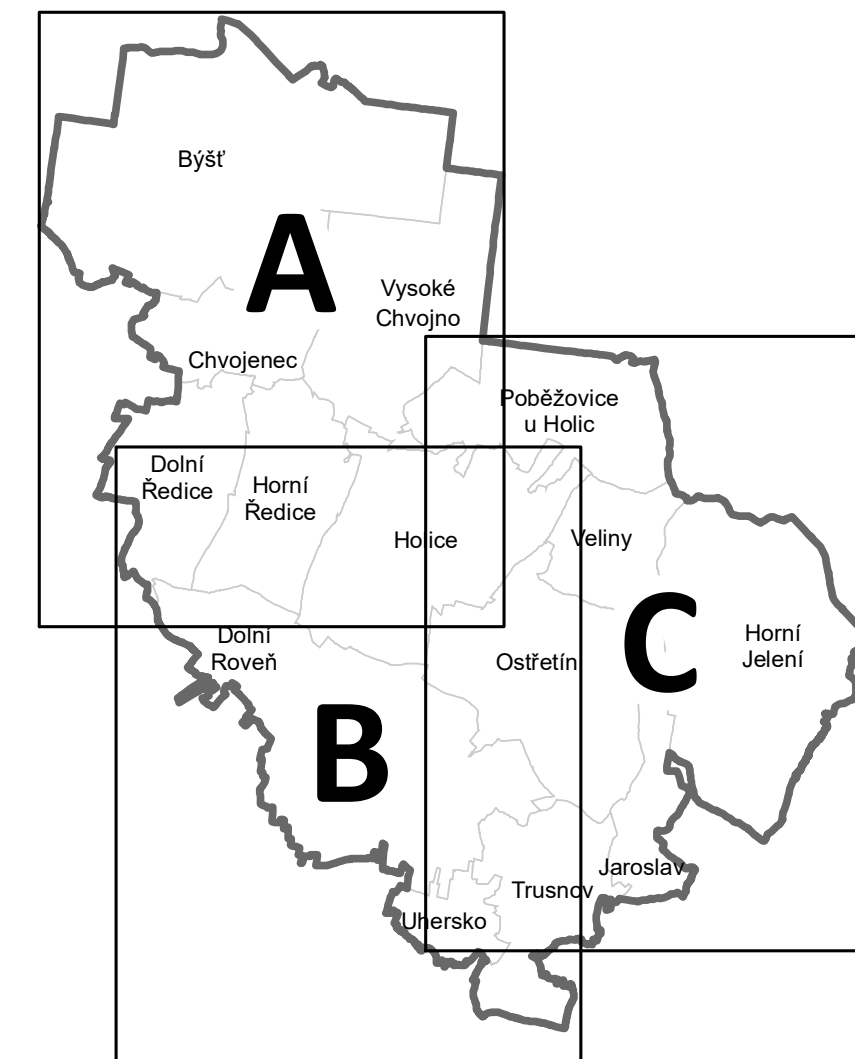 Býšť
A
Vysoké
Chvojno
Chvojenec
Poběžovice
u Holic
Dolní
Ředice
Horní
Ředice
Holice
Veliny
C
Horní
Jelení
Dolní
Roveň
Ostřetín
B
Jaroslav
Trusnov
Uhersko